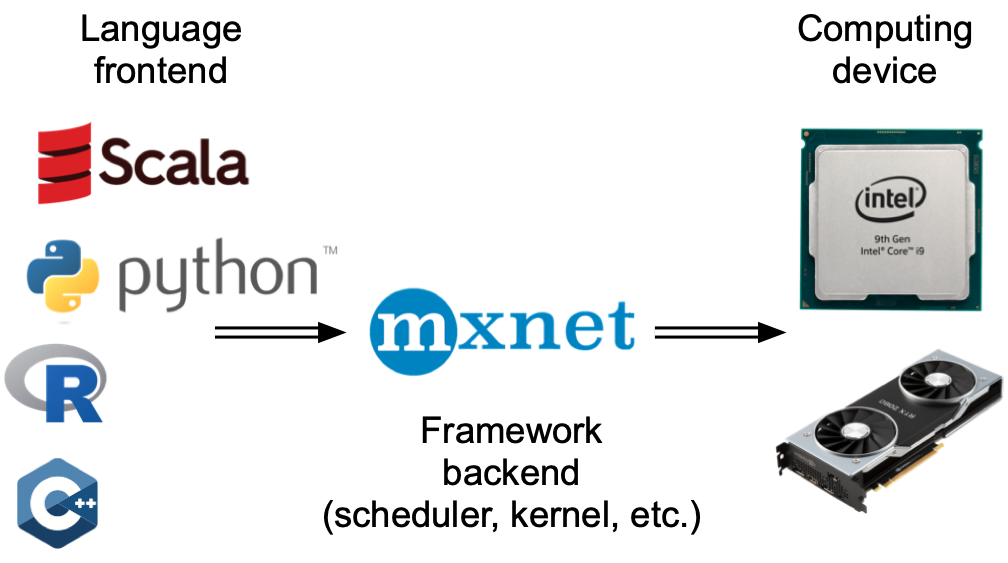 Language
frontend
Computing
device
Scala
python™
R
C++
mxnet
intel
9th Gen
Intel® Core™ i9
RTX 2080
Framework
backend
(scheduler, kernel, etc.)